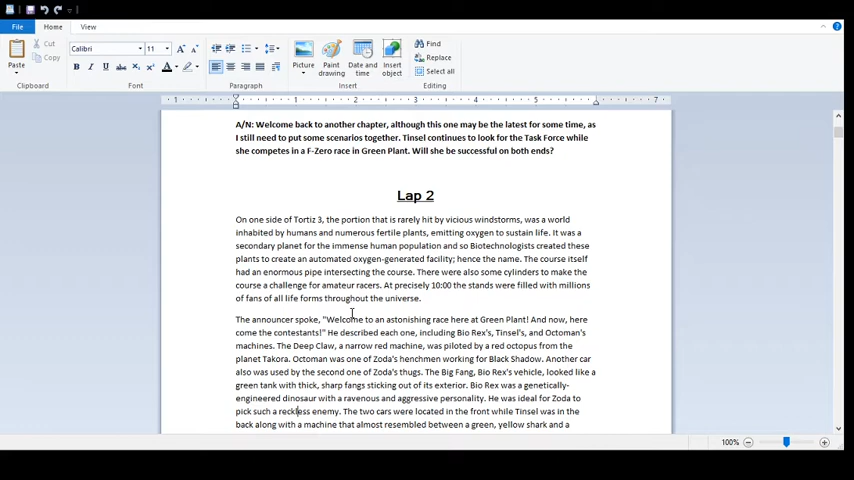 File
Home
View
Paste
Cut
Copy
Clipboard
Calibri
11
B I U abc X₂ X² A
Font
Paragraph
Picture
Paint drawing
Date and time
Insert object
Insert
Find
Replace
Select all
Editing
1 1 2 3 4 5 7
A/N: Welcome back to another chapter, although this one may be the latest for some time, as
I still need to put some scenarios together. Tinsel continues to look for the Task Force while
she competes in a F-Zero race in Green Plant. Will she be successful on both ends?
Lap 2
On one side of Tortiz 3, the portion that is rarely hit by vicious windstorms, was a world
inhabited by humans and numerous fertile plants, emitting oxygen to sustain life. It was a
secondary planet for the immense human population and so Biotechnologists created these
plants to create an automated oxygen-generated facility; hence the name. The course itself
had an enormous pipe intersecting the course. There were also some cylinders to make the
course a challenge for amateur racers. At precisely 10:00 the stands were filled with millions
of fans of all life forms throughout the universe.
The announcer spoke, "Welcome to an astonishing race here at Green Plant! And now, here
come the contestants!" He described each one, including Bio Rex's, Tinsel's, and Octoman's
machines. The Deep Claw, a narrow red machine, was piloted by a red octopus from the
planet Takora. Octoman was one of Zoda's henchmen working for Black Shadow. Another car
also was used by the second one of Zoda's thugs. The Big Fang, Bio Rex's vehicle, looked like a
green tank with thick, sharp fangs sticking out of its exterior. Bio Rex was a genetically-
engineered dinosaur with a ravenous and aggressive personality. He was ideal for Zoda to
pick such a reckless enemy. The two cars were located in the front while Tinsel was in the
back along with a machine that almost resembled between a green, yellow shark and a
100%